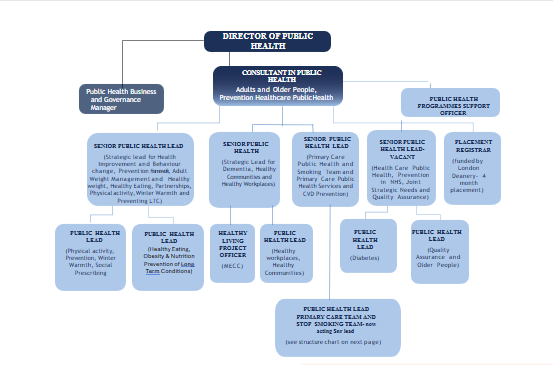 DIRECTOR OF PUBLIC
HEALTH
CONSULTANT IN PUBLIC
HEALTH
Adults and Older People,
Prevention Healthcare Public Health
Public Health Business
and Governance
Manager
PUBLIC HEALTH
PROGRAMMES SUPPORT
OFFICER
SENIOR PUBLIC HEALTH LEAD
(Strategic lead for Health
Improvement and Behaviour
change, Prevention Adult
Weight Management and Healthy
weight, Healthy Eating, Partnerships,
Physical activity, Winter Warmth and
Preventing LTC)
SENIOR PUBLIC
HEALTH
(Strategic Lead for
Dementia, Healthy
Communities and
Healthy Workplaces)
SENIOR PUBLIC
HEALTH LEAD
(Primary Care
Public Health and
Smoking Team and
Primary Care Public
Health Services and
CVD Prevention)
SENIOR PUBLIC
HEALTH LEAD-
VACANT
(Health Care Public
Health, Prevention
in NHS, Joint
Strategic Needs and
Quality Assurance)
PLACEMENT
REGISTRAR
(funded by
London
Deanery- 4
month
placement)
PUBLIC HEALTH
LEAD
(Physical activity,
Prevention, Winter
Warmth, Social
Prescribing
PUBLIC HEALTH
LEAD
(Healthy Eating,
Obesity & Nutrition
Prevention of Long
Term Conditions)
HEALTHY
LIVING
PROJECT
OFFICER
(MECC)
PUBLIC
HEALTH LEAD
(Healthy
workplaces,
Healthy
Communities)
PUBLIC
HEALTH
LEAD
(Diabetes)
PUBLIC HEALTH
LEAD
(Quality
Assurance and
Older People)
PUBLIC HEALTH LEAD
PRIMARY CARE TEAM AND
STOP SMOKING TEAM- now
acting Snr lead
(see structure chart on next page)